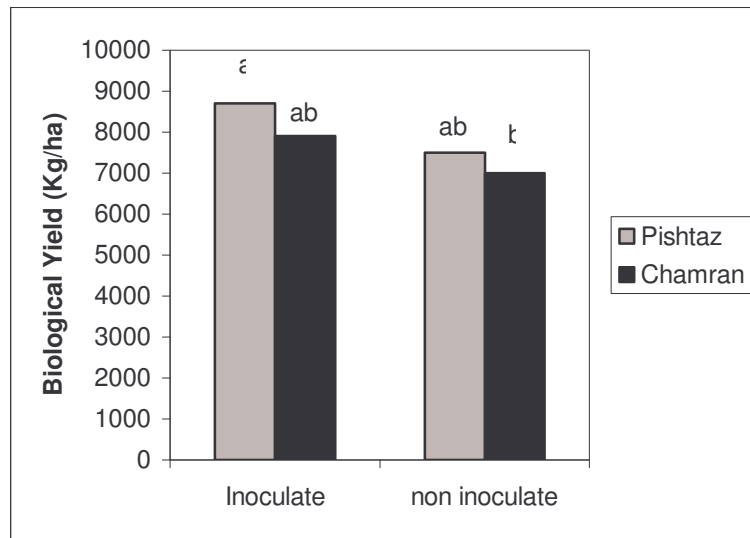 Biological Yield (Kg/ha)
10000
9000
8000
7000
6000
5000
4000
3000
2000
1000
0
a
ab
ab
b
Inoculate
non inoculate
Pishtaz
Chamran